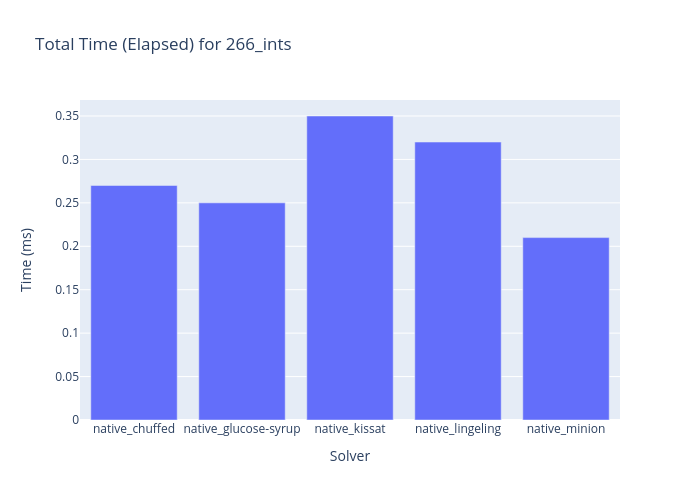 Total Time (Elapsed) for 266_ints
0.35
0.3
0.25
0.2
0.15
0.1
0.05
0
Time (ms)
native_chuffed native_glucose-syrup native_kissat native_lingeling native_minion
Solver